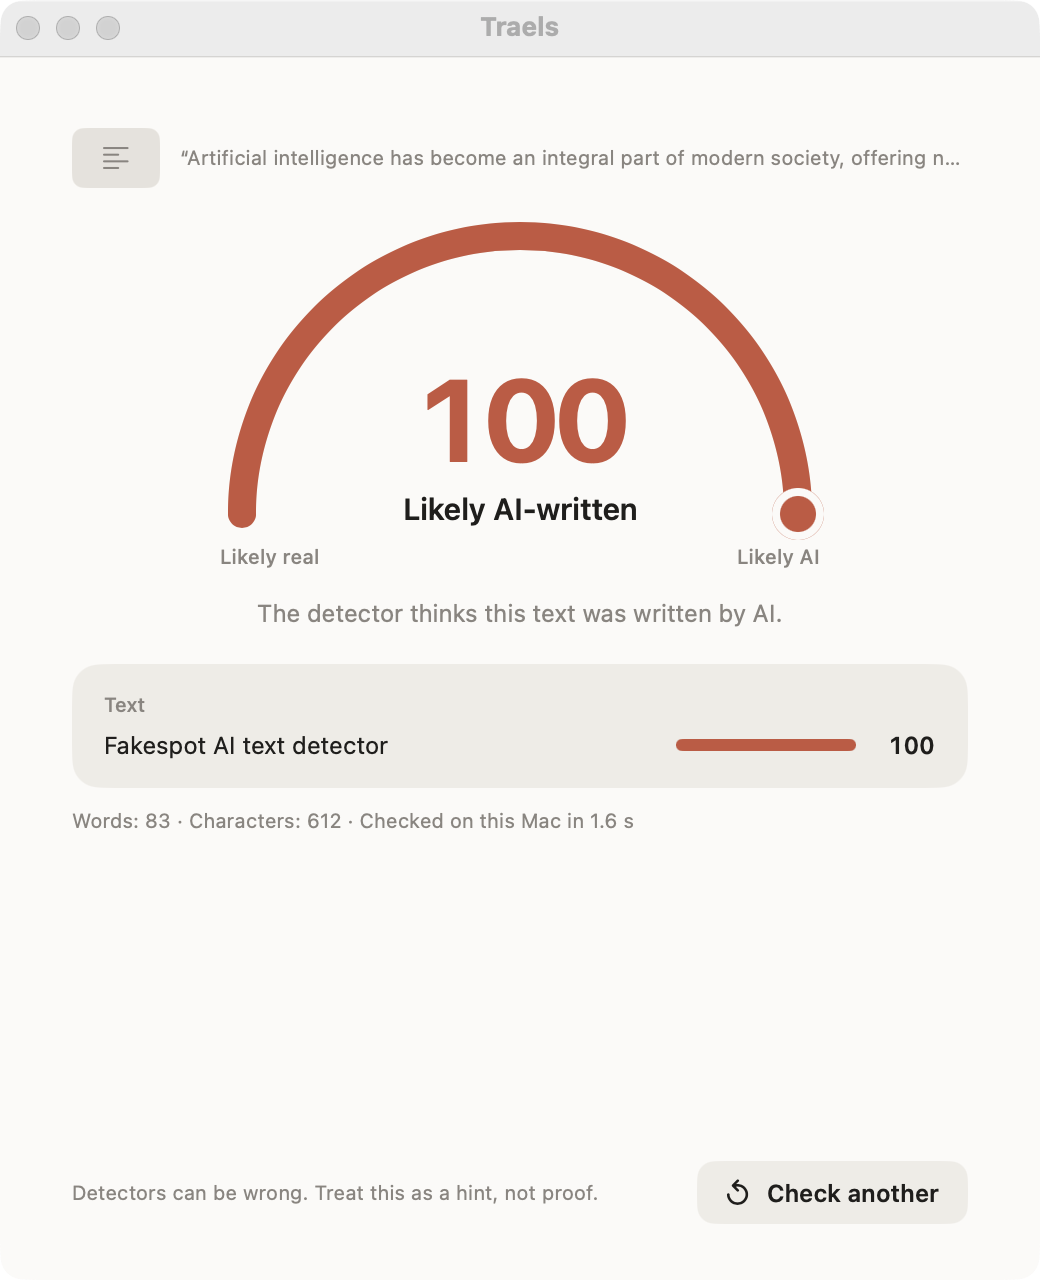 Traels
“Artificial intelligence has become an integral part of modern society, offering n...
100
Likely AI-written
Likely real
Likely AI
The detector thinks this text was written by AI.
Text
Fakespot AI text detector
100
Words: 83 · Characters: 612 · Checked on this Mac in 1.6 s
Detectors can be wrong. Treat this as a hint, not proof.
Check another